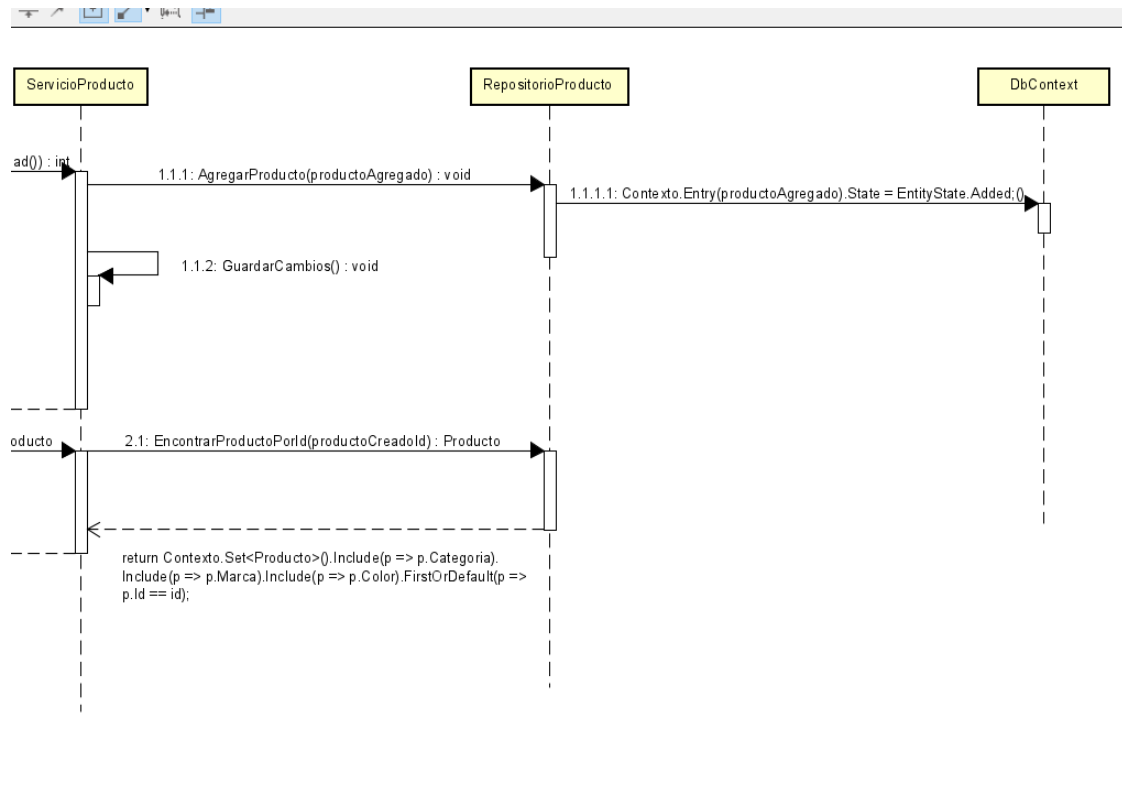 ServicioProducto
RepositorioProducto
DbContext
ad()) : int
1.1.1: AgregarProducto(productoAgregado) : void
1.1.1.1: Contexto.Entry(productoAgregado).State = EntityState.Added;()
1.1.2: GuardarCambios() : void
oducto
2.1: EncontrarProductoPorId(productoCreadoId) : Producto
return Contexto.Set<Producto>().Include(p => p.Categoria).
Include(p => p.Marca).Include(p => p.Color).FirstOrDefault(p =>
p.Id == id);